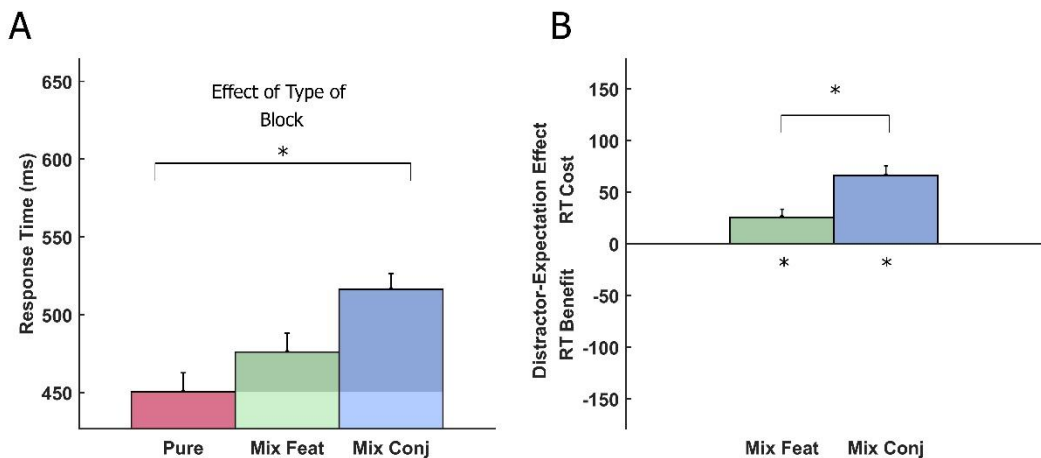 A
Response Time (ms)
650
600
550
500
450
Effect of Type of
Block
*
Pure
Mix Feat
Mix Conj
B
Distractor-Expectation Effect
RT Benefit
RT Cost
150
100
50
0
-50
-100
-150
*
*
*
Mix Feat
Mix Conj